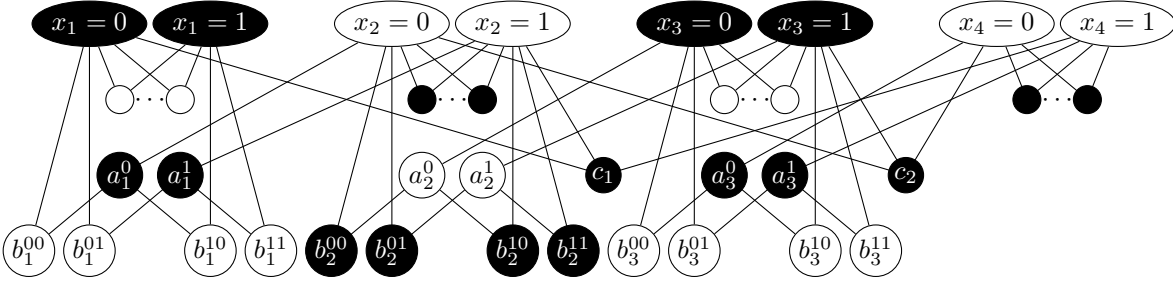 x₁ = 0 x₁ = 1 x₂ = 0 x₂ = 1 x₃ = 0 x₃ = 1 x₄ = 0 x₄ = 1
··· ··· ··· ···
a₁⁰ a₁¹ a₂⁰ a₂¹ c₁ a₃⁰ a₃¹ c₂
b₁⁰⁰ b₁⁰¹ b₁¹⁰ b₁¹¹ b₂⁰⁰ b₂⁰¹ b₂¹⁰ b₂¹¹ b₃⁰⁰ b₃⁰¹ b₃¹⁰ b₃¹¹